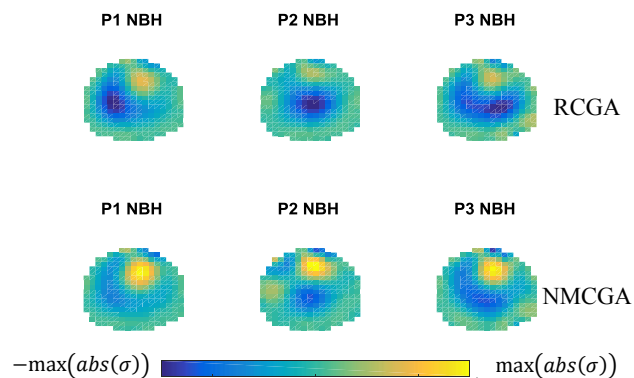 P1 NBH P2 NBH P3 NBH
RCGA
P1 NBH P2 NBH P3 NBH
NMCGA
−max(abs(σ)) max(abs(σ))